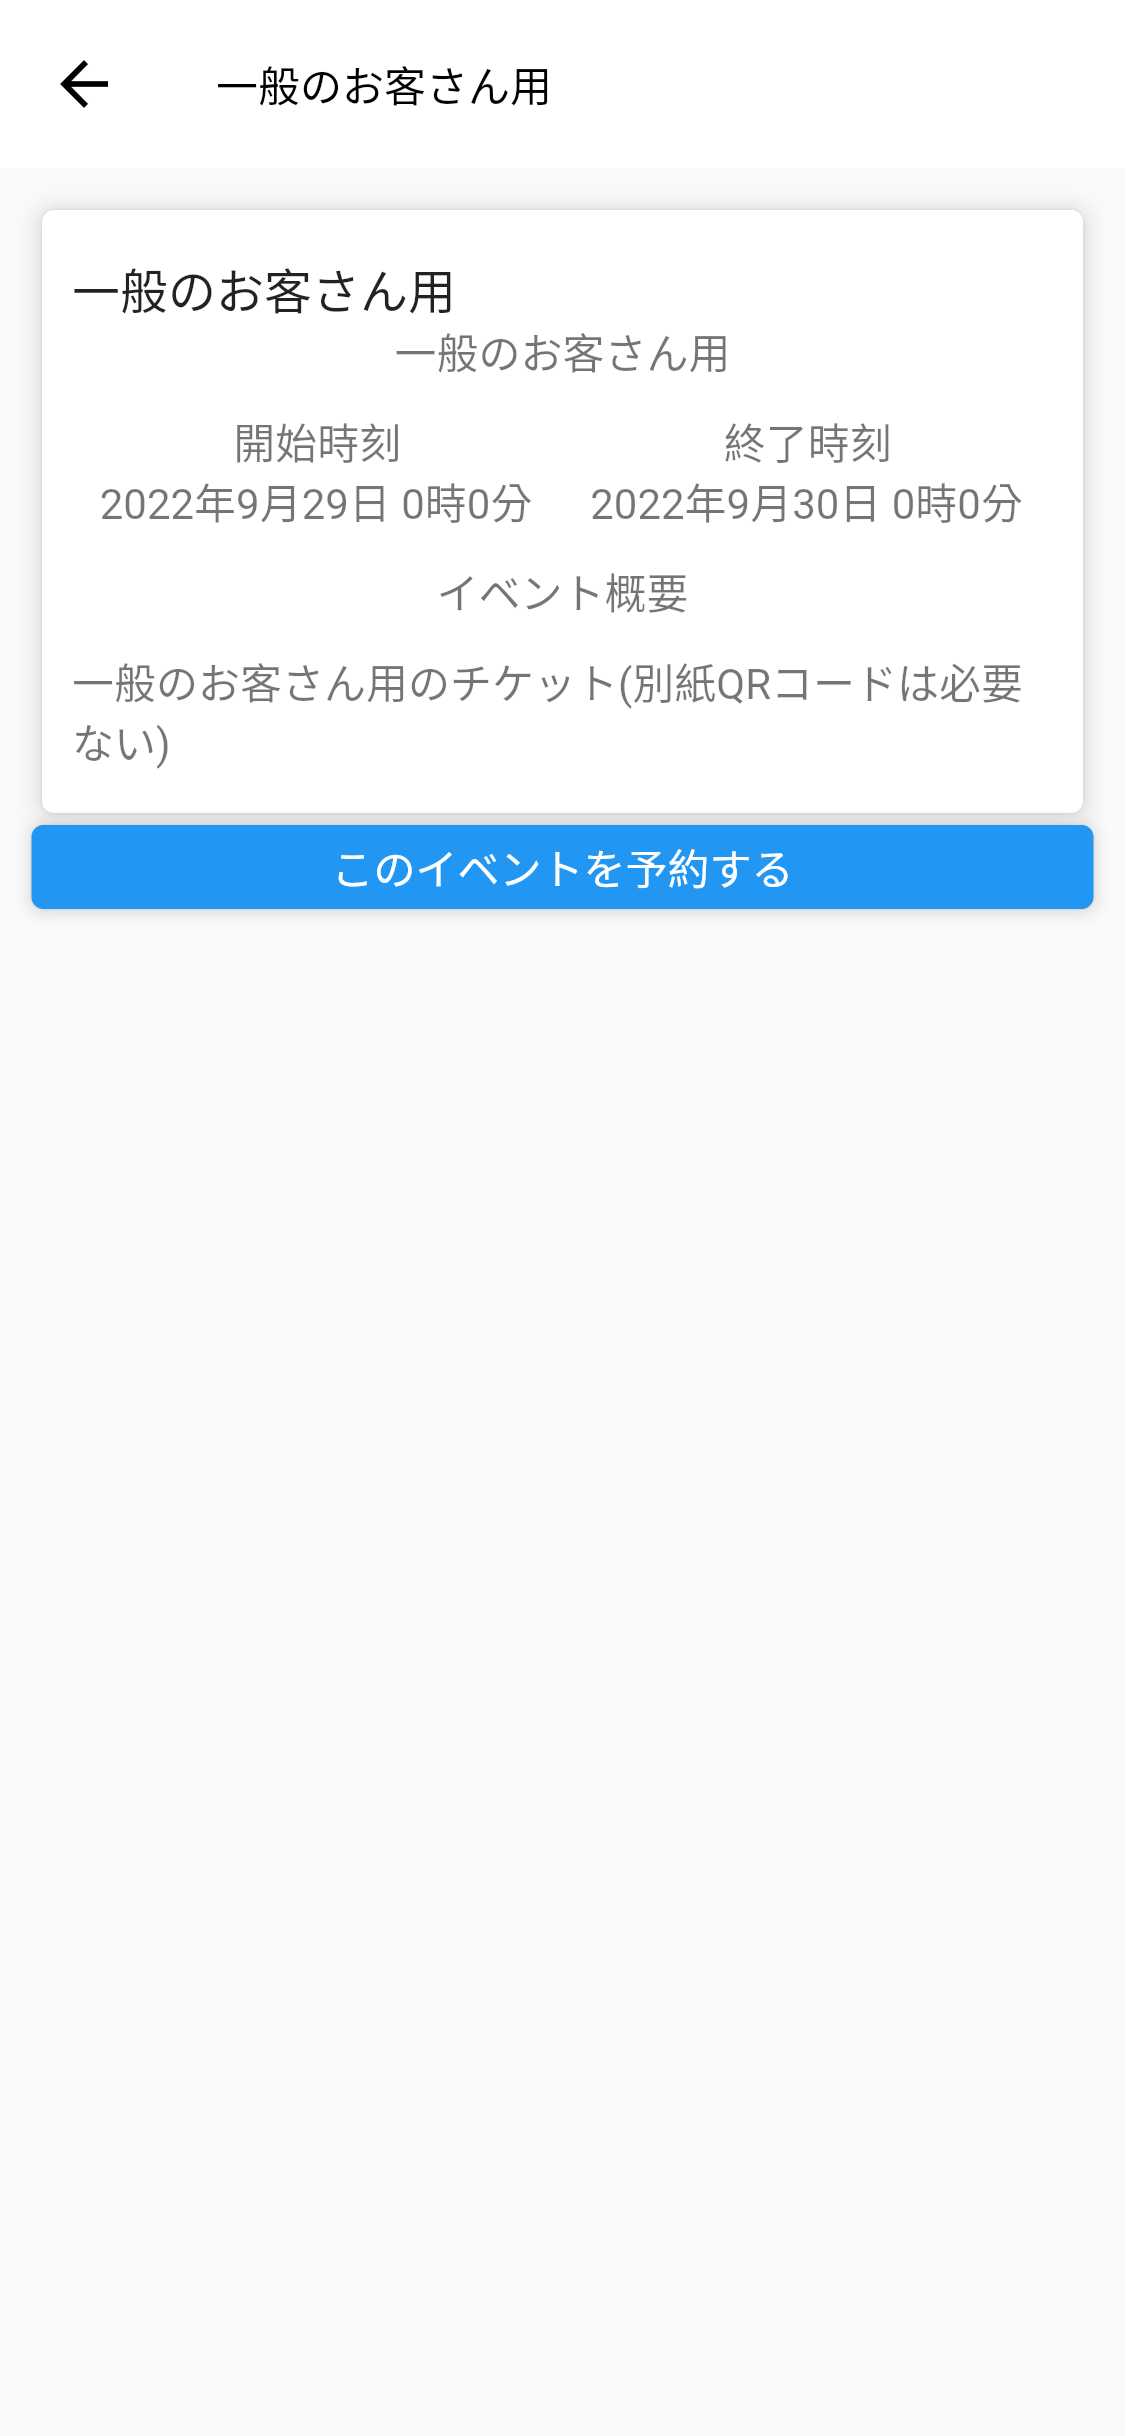 一般のお客さん用
一般のお客さん用
一般のお客さん用
開始時刻 終了時刻
2022年9月29日 0時0分 2022年9月30日 0時0分
イベント概要
一般のお客さん用のチケット(別紙QRコードは必要
ない)
このイベントを予約する